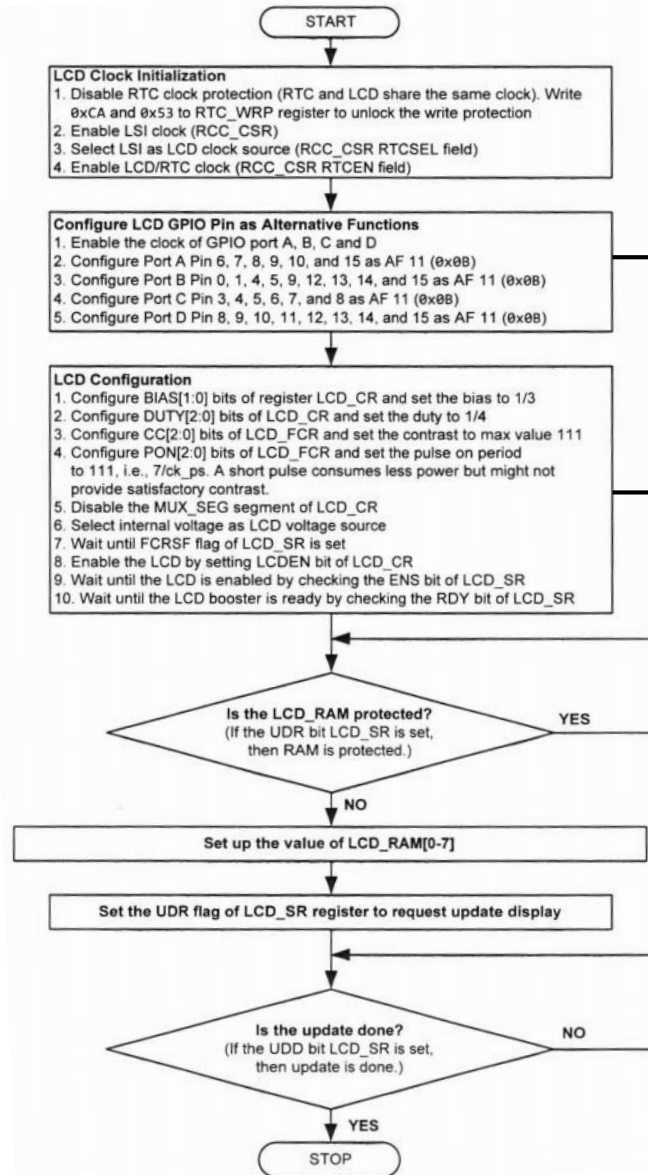 START
LCD Clock Initialization
1. Disable RTC clock protection (RTC and LCD share the same clock). Write
0xCA and 0x53 to RTC_WRP register to unlock the write protection
2. Enable LSI clock (RCC_CSR)
3. Select LSI as LCD clock source (RCC_CSR RTCSEL field)
4. Enable LCD/RTC clock (RCC_CSR RTCEN field)
Configure LCD GPIO Pin as Alternative Functions
1. Enable the clock of GPIO port A, B, C and D
2. Configure Port A Pin 6, 7, 8, 9, 10, and 15 as AF 11 (0x0B)
3. Configure Port B Pin 0, 1, 4, 5, 9, 12, 13, 14, and 15 as AF 11 (0x0B)
4. Configure Port C Pin 3, 4, 5, 6, 7, and 8 as AF 11 (0x0B)
5. Configure Port D Pin 8, 9, 10, 11, 12, 13, 14, and 15 as AF 11 (0x0B)
LCD Configuration
1. Configure BIAS[1:0] bits of register LCD_CR and set the bias to 1/3
2. Configure DUTY[2:0] bits of LCD_CR and set the duty to 1/4
3. Configure CC[2:0] bits of LCD_FCR and set the contrast to max value 111
4. Configure PON[2:0] bits of LCD_FCR and set the pulse on period
to 111, i.e., 7/ck_ps. A short pulse consumes less power but might not
provide satisfactory contrast.
5. Disable the MUX_SEG segment of LCD_CR
6. Select internal voltage as LCD voltage source
7. Wait until FCRSF flag of LCD_SR is set
8. Enable the LCD by setting LCDEN bit of LCD_CR
9. Wait until the LCD is enabled by checking the ENS bit of LCD_SR
10. Wait until the LCD booster is ready by checking the RDY bit of LCD_SR
Is the LCD_RAM protected?
(If the UDR bit LCD_SR is set,
then RAM is protected.)
YES
NO
Set up the value of LCD_RAM[0-7]
Set the UDR flag of LCD_SR register to request update display
Is the update done?
(If the UDD bit LCD_SR is set,
then update is done.)
NO
YES
STOP